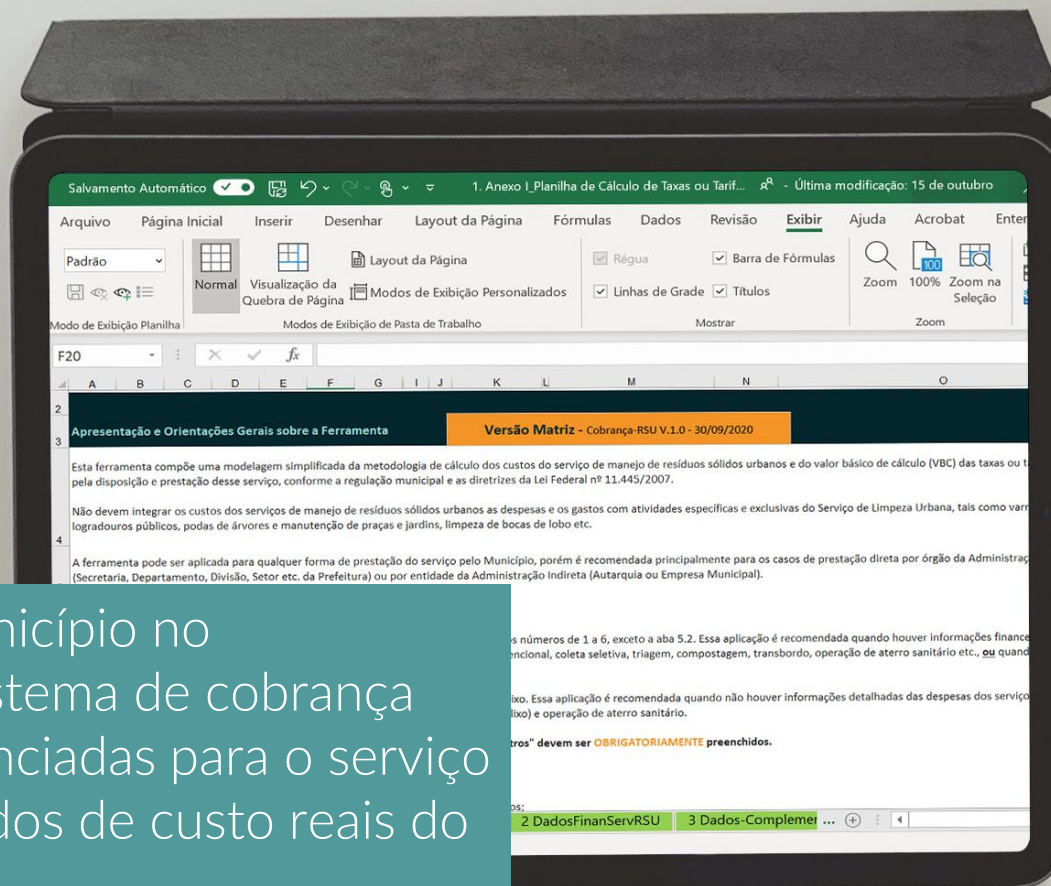 Salvamento Automático
1. Anexo I_Planilha de Cálculo de Taxas ou Tarif... - Última modificação: 15 de outubro
Arquivo Página Inicial Inserir Desenhar Layout da Página Fórmulas Dados Revisão Exibir Ajuda Acrobat
Padrão
Normal
Visualização da
Quebra de Página
Layout da Página
Modos de Exibição Personalizados
Régua
Barra de Fórmulas
Linhas de Grade
Títulos
Zoom
100%
Zoom na
Seleção
Modo de Exibição Planilha
Modos de Exibição de Pasta de Trabalho
Mostrar
Zoom
F20
fx
A B C D E F G I J K L M N O
2
3
Apresentação e Orientações Gerais sobre a Ferramenta
Versão Matriz - Cobrança-RSU V.1.0 - 30/09/2020
Esta ferramenta compõe uma modelagem simplificada da metodologia de cálculo dos custos do serviço de manejo de resíduos sólidos urbanos e do valor básico de cálculo (VBC) das taxas ou
pela disposição e prestação desse serviço, conforme a regulação municipal e as diretrizes da Lei Federal nº 11.445/2007.
Não devem integrar os custos dos serviços de manejo de resíduos sólidos urbanos as despesas e os gastos com atividades específicas e exclusivas do Serviço de Limpeza Urbana, tais como
logradouros públicos, podas de árvores e manutenção de praças e jardins, limpeza de bocas de lobo etc.
4
A ferramenta pode ser aplicada para qualquer forma de prestação do serviço pelo Município, porém é recomendada principalmente para os casos de prestação direta por órgão da
(Secretaria, Departamento, Divisão, Setor etc. da Prefeitura) ou por entidade da Administração Indireta (Autarquia ou Empresa Municipal).
números de 1 a 6, exceto a aba 5.2. Essa aplicação é recomendada quando houver informações
coleta seletiva, triagem, compostagem, transbordo, operação de aterro sanitário etc., ou
Essa aplicação é recomendada quando não houver informações detalhadas das despesas dos
e operação de aterro sanitário.
devem ser OBRIGATORIAMENTE preenchidos.
2 DadosFinanServRSU 3 Dados-Complemer ...
nicípio no
stema de cobrança
nciadas para o serviço
dos de custo reais do